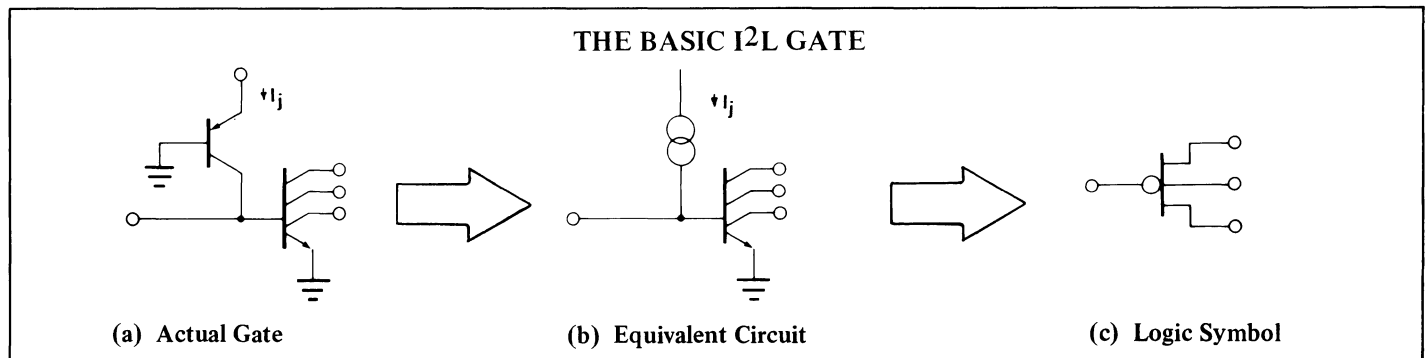 THE BASIC I²L GATE
Ij
Ij
(a) Actual Gate
(b) Equivalent Circuit
(c) Logic Symbol